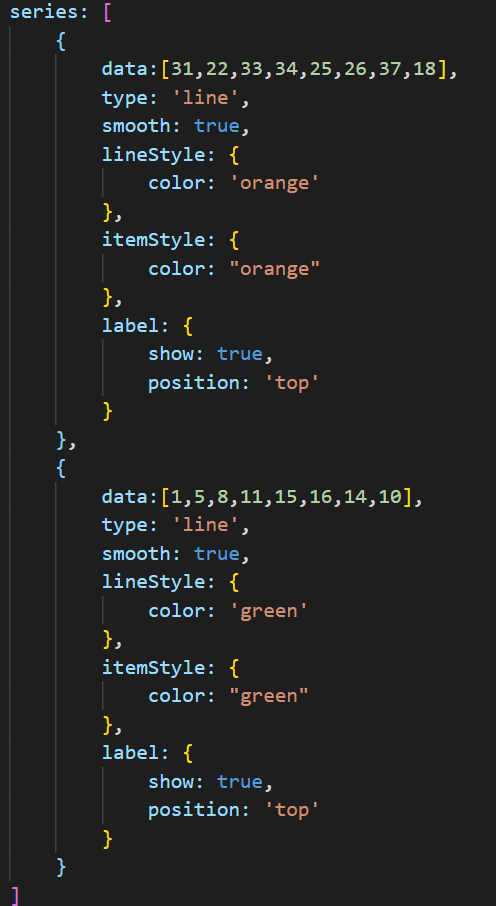 series: [
    {
        data:[31,22,33,34,25,26,37,18],
        type: 'line',
        smooth: true,
        lineStyle: {
            color: 'orange'
        },
        itemStyle: {
            color: "orange"
        },
        label: {
            show: true,
            position: 'top'
        }
    },
    {
        data:[1,5,8,11,15,16,14,10],
        type: 'line',
        smooth: true,
        lineStyle: {
            color: 'green'
        },
        itemStyle: {
            color: "green"
        },
        label: {
            show: true,
            position: 'top'
        }
    }
]